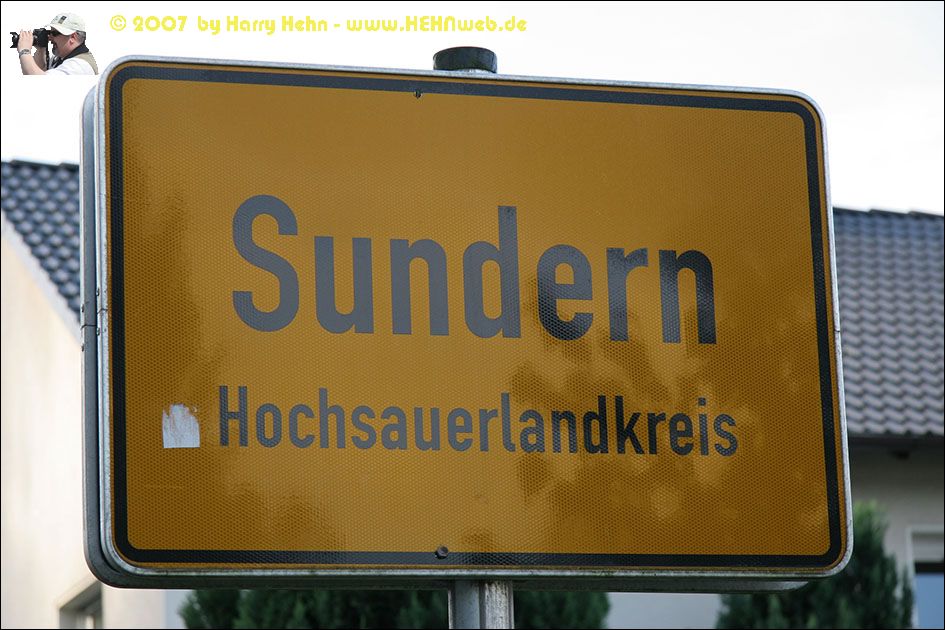 © 2007 by Harry Hehn - www.HEHNweb.de
Sundern
Hochsauerlandkreis